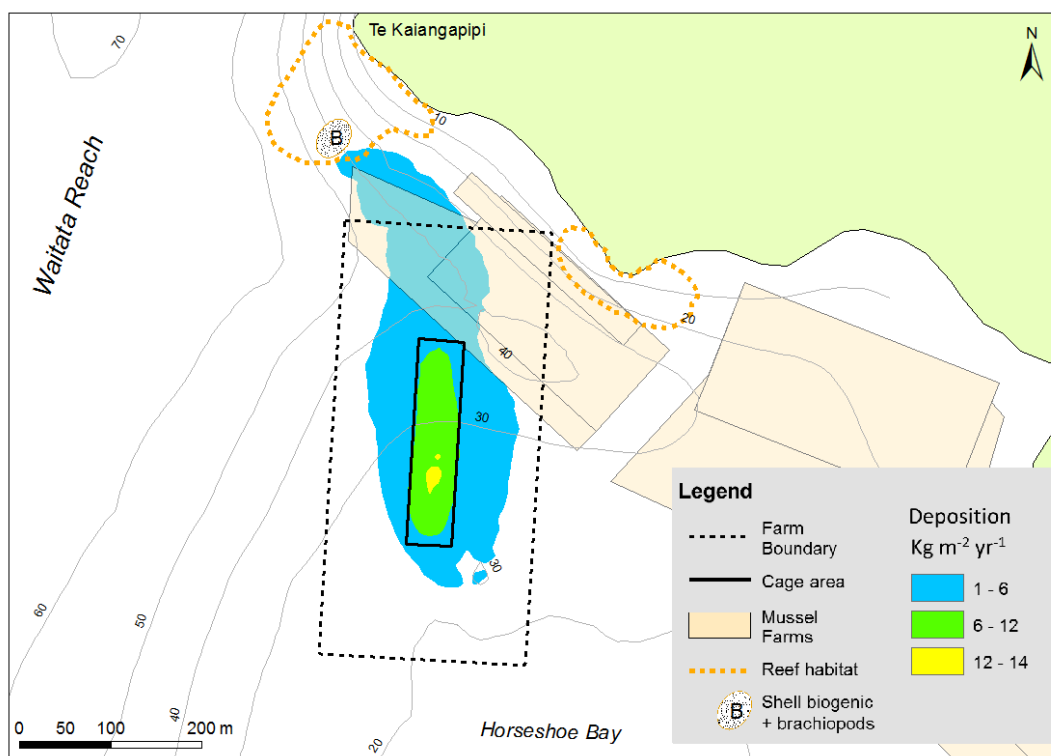 70
Te Kaiangapipi
N
10
B
Waitata Reach
20
40
30
30
60
50
40
20
0 50 100 200 m
Horseshoe Bay
Legend
Farm
Boundary
Cage area
Mussel
Farms
Reef habitat
B
Shell biogenic
+ brachiopods
Deposition
Kg m⁻² yr⁻¹
1 - 6
6 - 12
12 - 14